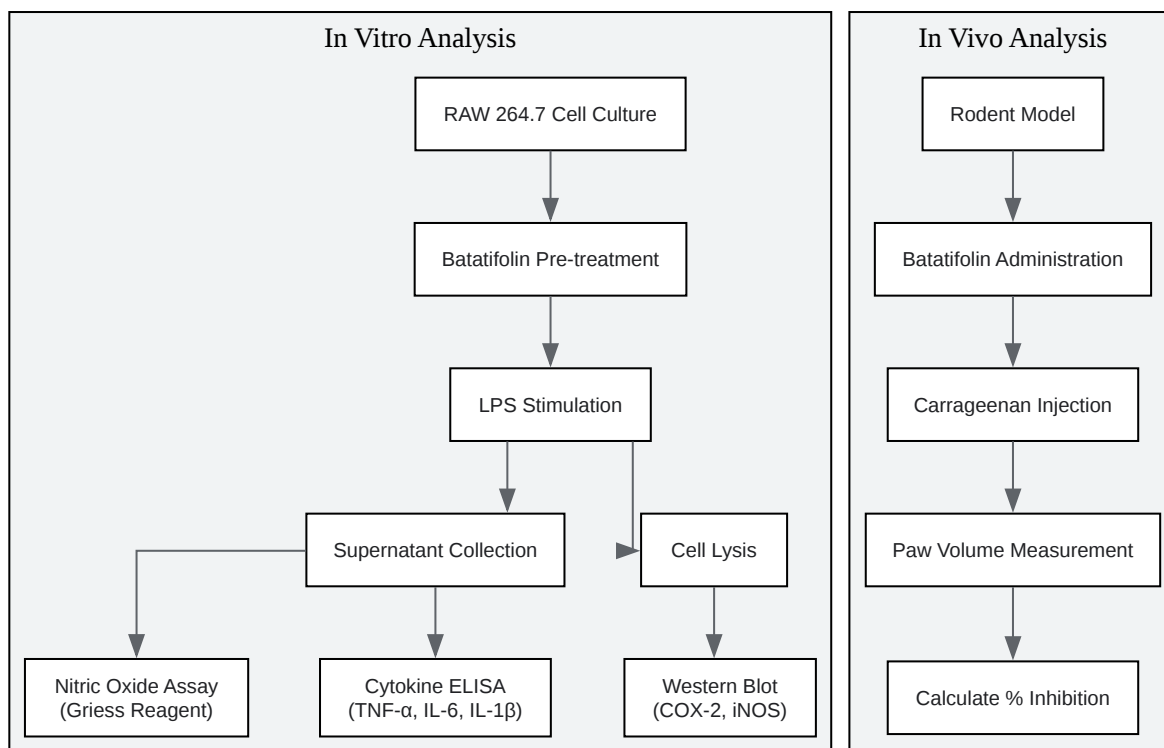 In Vitro Analysis
RAW 264.7 Cell Culture
Batatifolin Pre-treatment
LPS Stimulation
Supernatant Collection
Cell Lysis
Nitric Oxide Assay
(Griess Reagent)
Cytokine ELISA
(TNF-α, IL-6, IL-1β)
Western Blot
(COX-2, iNOS)
In Vivo Analysis
Rodent Model
Batatifolin Administration
Carrageenan Injection
Paw Volume Measurement
Calculate % Inhibition